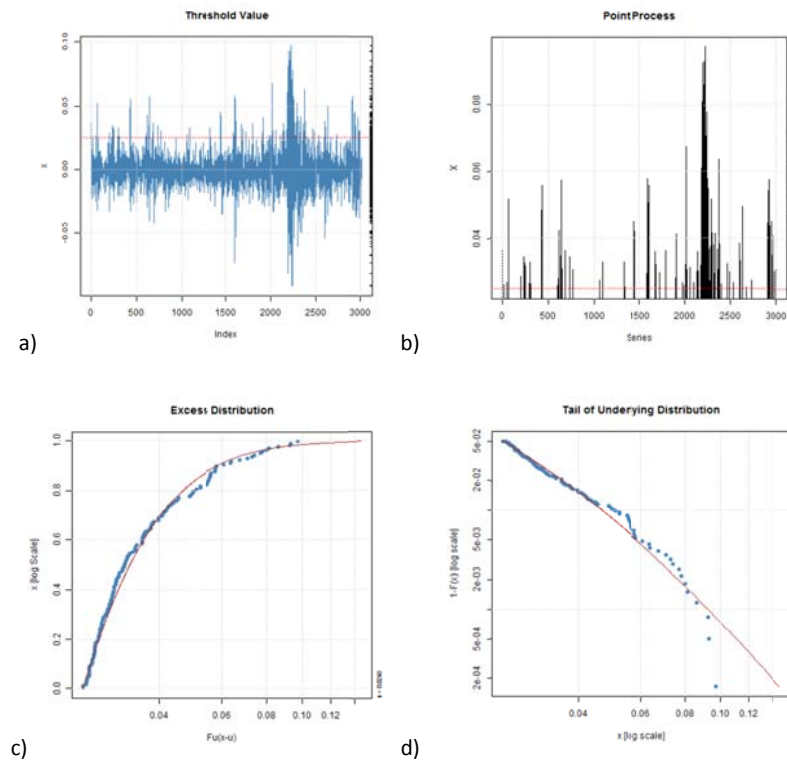 Threshold Value
0.10
0.05
0.00
-0.05
X
0 500 1000 1500 2000 2500 3000
Index
a)
Point Process
0.08
0.06
0.04
X
0 500 1000 1500 2000 2500 3000
Series
b)
Excess Distribution
1.0
0.8
0.6
0.4
0.2
0.0
x [log Scale]
0.04 0.06 0.08 0.10 0.12
Fu(x-u)
c)
Tail of Underying Distribution
5e-02
2e-02
5e-03
2e-03
5e-04
2e-04
1-F(x) [log scale]
0.04 0.06 0.08 0.10 0.12
x [log scale]
d)